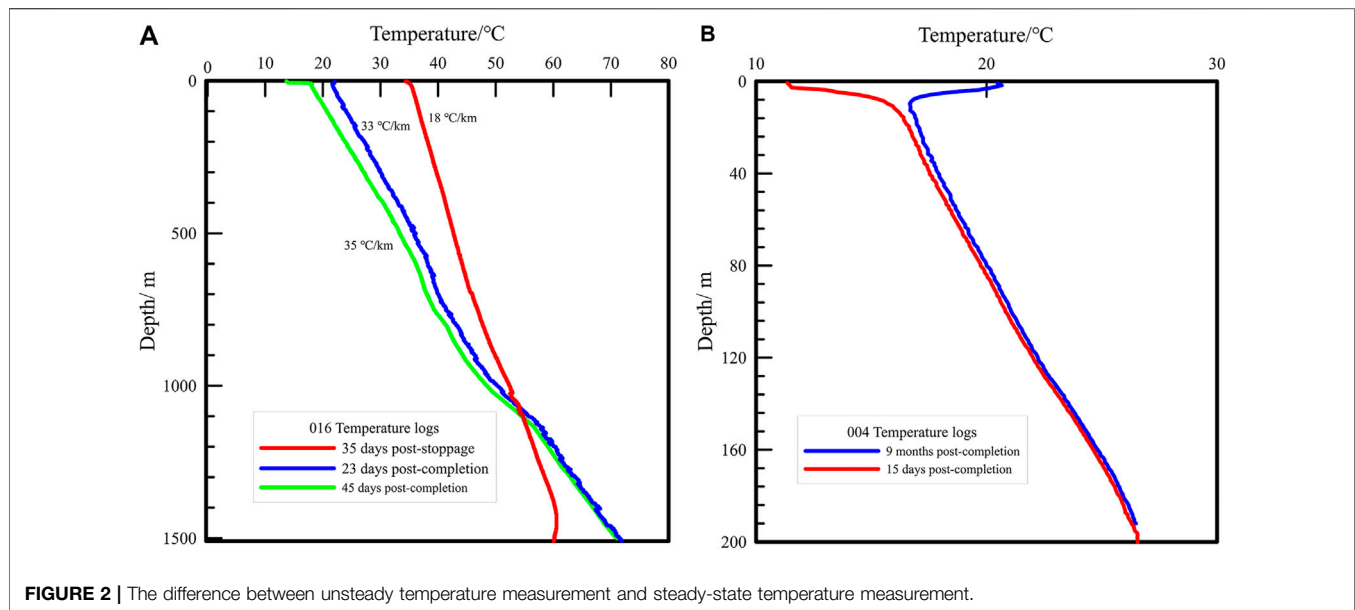 A
Temperature/°C
0 10 20 30 40 50 60 70 80
0
500
1000
1500
Depth/ m
33 °C/km
18 °C/km
35 °C/km
016 Temperature logs
35 days post-stoppage
23 days post-completion
45 days post-completion
B
Temperature/°C
10 20 30
0
40
80
120
160
200
Depth/ m
004 Temperature logs
9 months post-completion
15 days post-completion
FIGURE 2 | The difference between unsteady temperature measurement and steady-state temperature measurement.